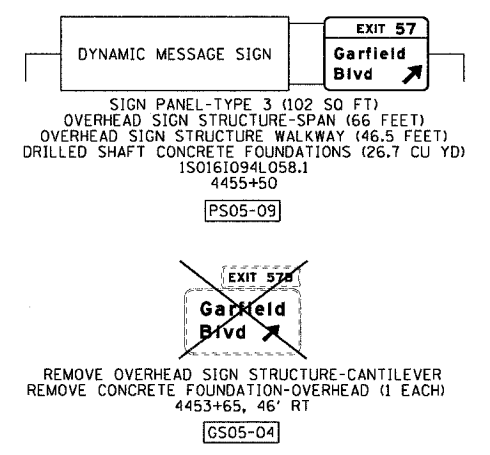 DYNAMIC MESSAGE SIGN
EXIT 57
Garfield
Blvd
SIGN PANEL-TYPE 3 (102 SQ FT)
OVERHEAD SIGN STRUCTURE-SPAN (66 FEET)
OVERHEAD SIGN STRUCTURE WALKWAY (46.5 FEET)
DRILLED SHAFT CONCRETE FOUNDATIONS (26.7 CU YD)
1S016I094L058.1
4455+50
PS05-09
EXIT 57B
Garfield
Blvd
REMOVE OVERHEAD SIGN STRUCTURE-CANTILEVER
REMOVE CONCRETE FOUNDATION-OVERHEAD (1 EACH)
4453+65, 46' RT
GS05-04